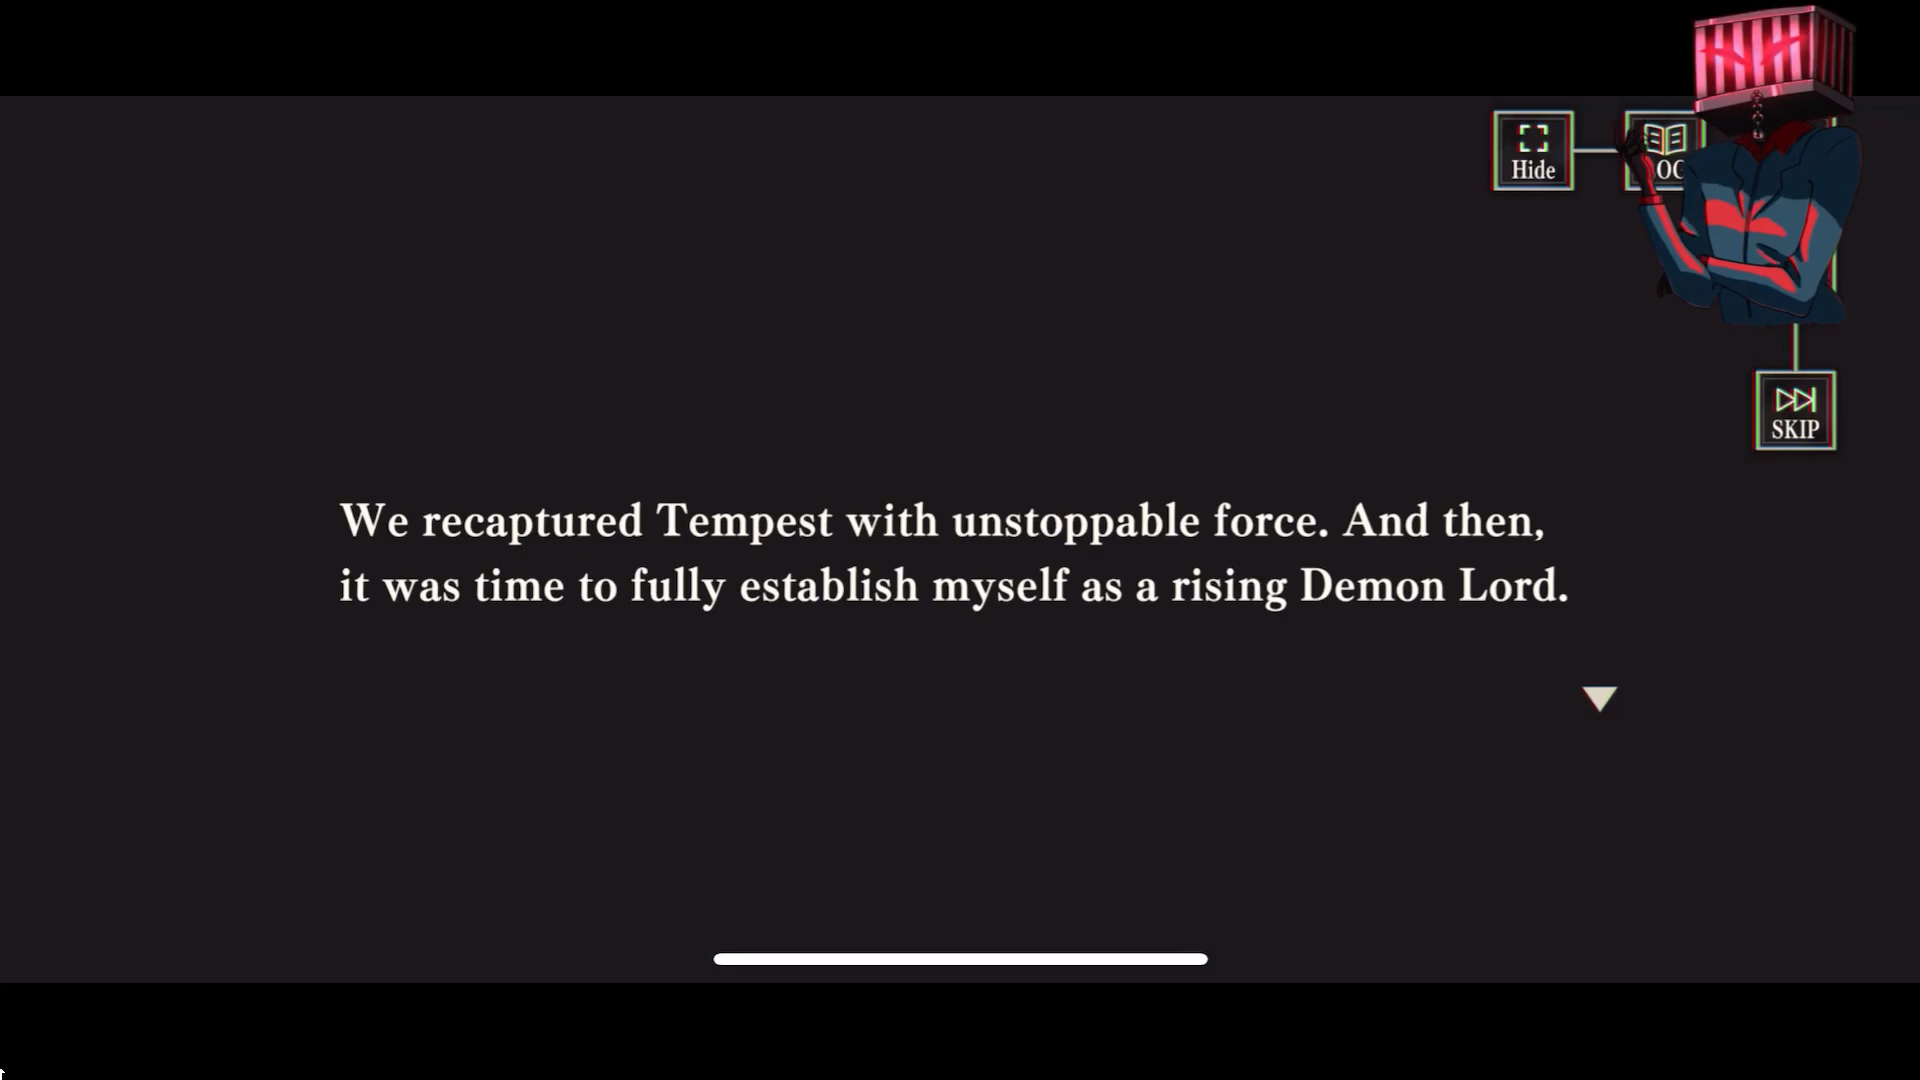 Hide
SKIP
We recaptured Tempest with unstoppable force. And then,
it was time to fully establish myself as a rising Demon Lord.